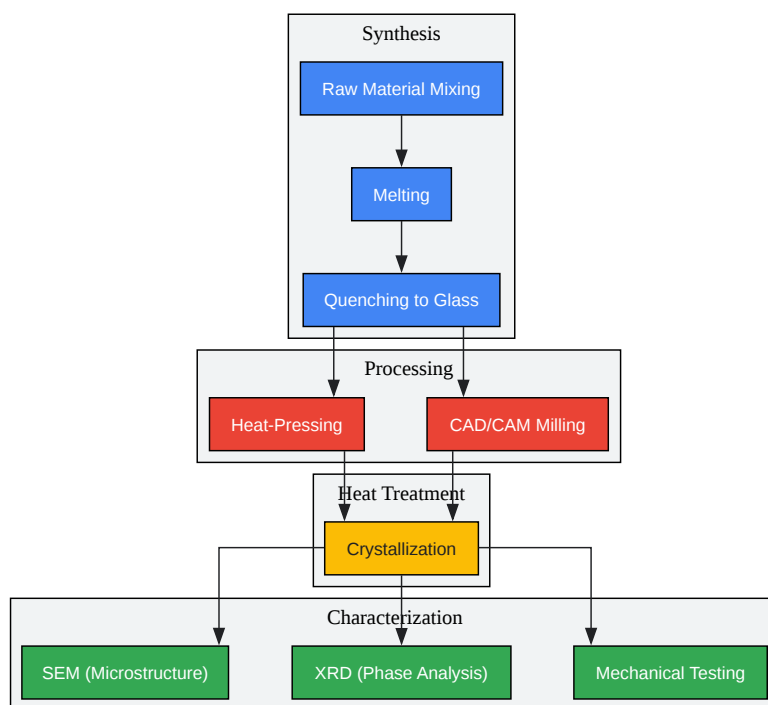 Synthesis
Raw Material Mixing
Melting
Quenching to Glass
Processing
Heat-Pressing
CAD/CAM Milling
Heat Treatment
Crystallization
Characterization
SEM (Microstructure)
XRD (Phase Analysis)
Mechanical Testing